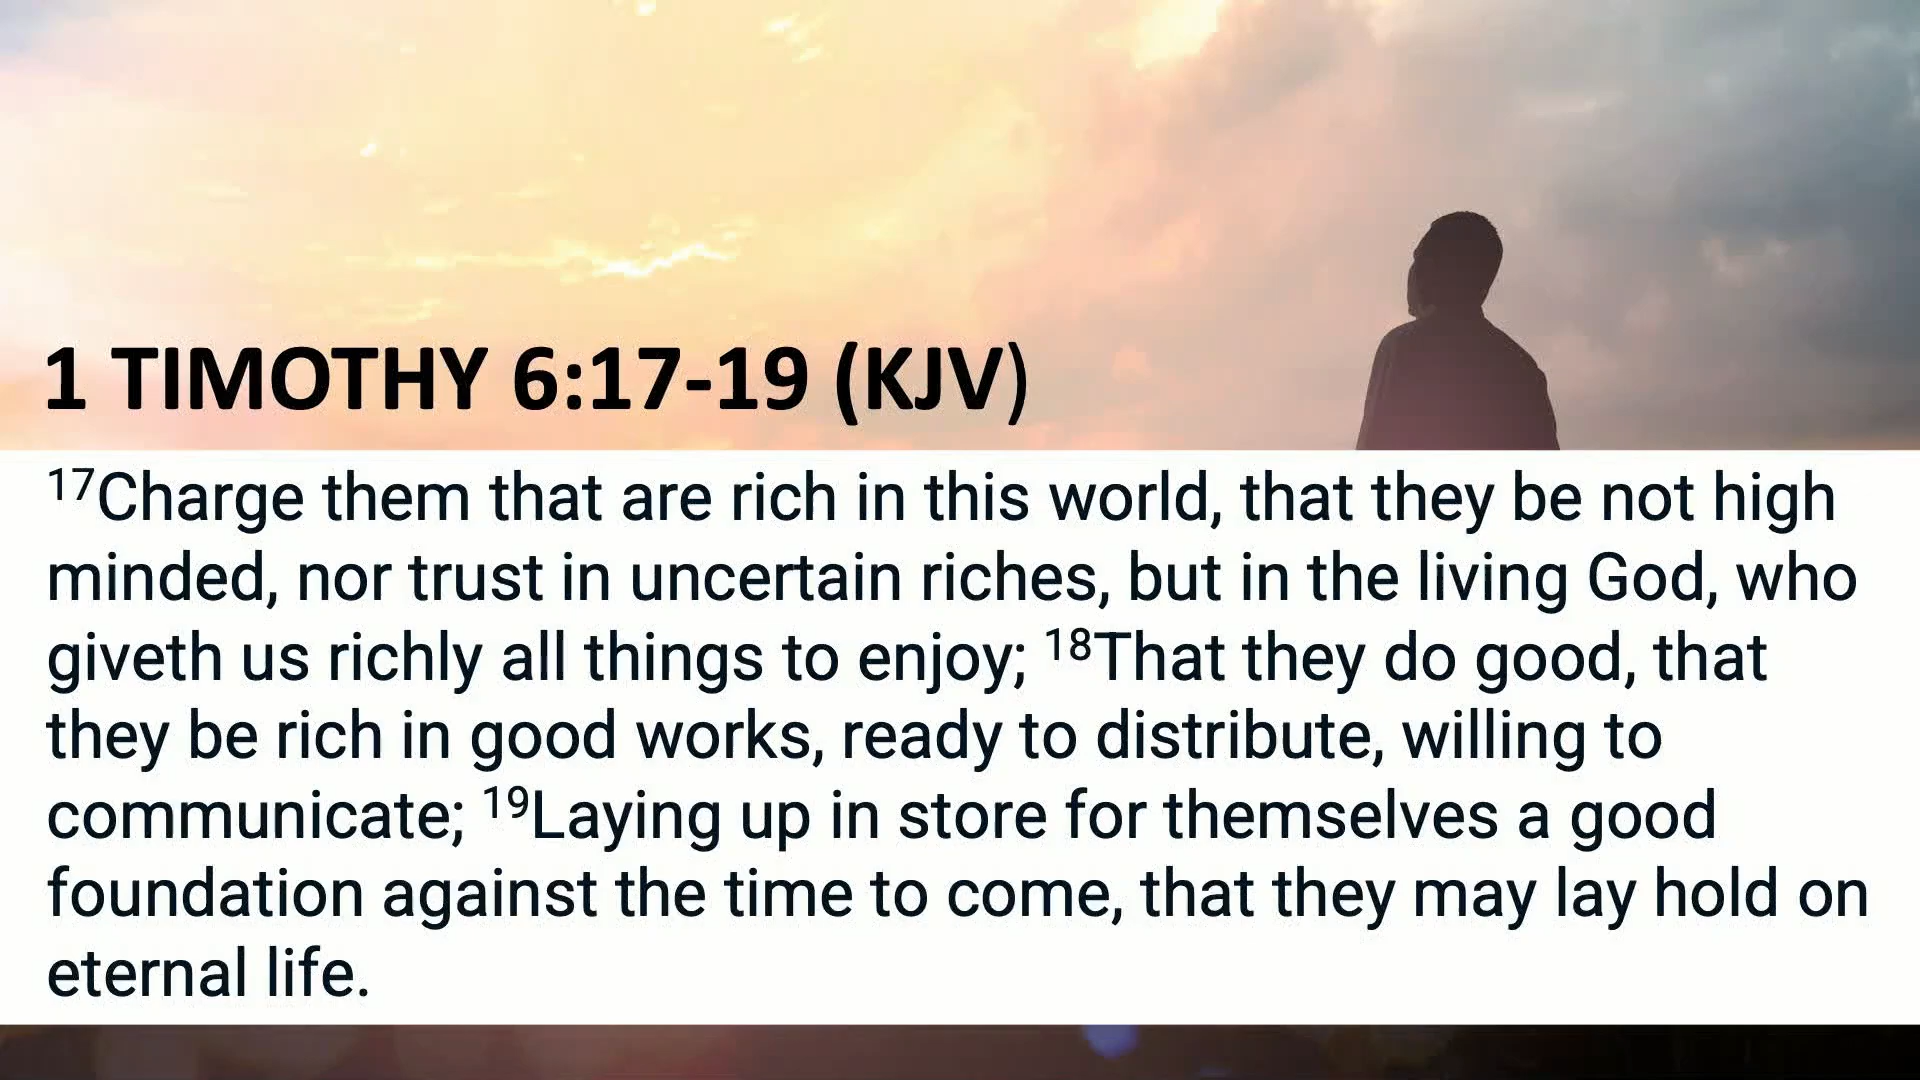 1 TIMOTHY 6:17-19 (KJV)
17Charge them that are rich in this world, that they be not high
minded, nor trust in uncertain riches, but in the living God, who
giveth us richly all things to enjoy; 18That they do good, that
they be rich in good works, ready to distribute, willing to
communicate; 19Laying up in store for themselves a good
foundation against the time to come, that they may lay hold on
eternal life.